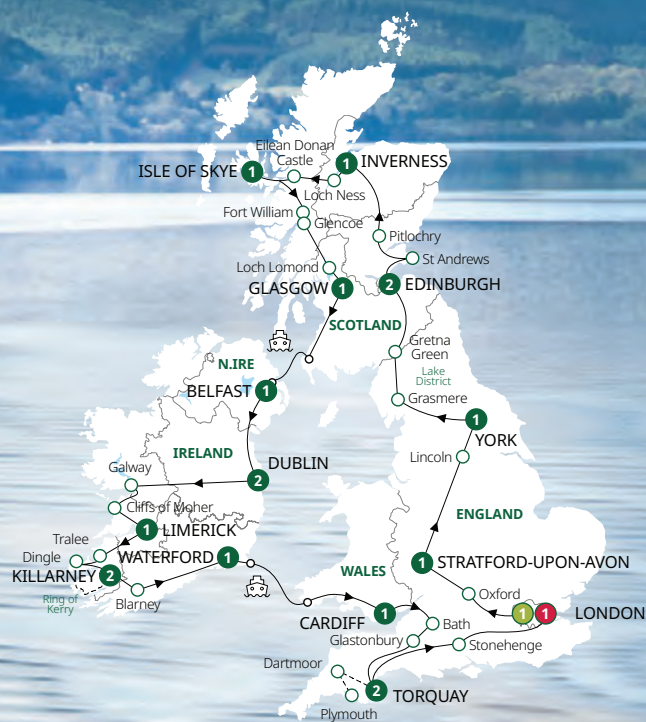 Eilean Donan
Castle
1
INVERNESS
ISLE OF SKYE
1
Loch Ness
Fort William
Glencoe
Pitlochry
St Andrews
Loch Lomond
GLASGOW
1
2
EDINBURGH
SCOTLAND
Gretna
Green
Lake
District
Grasmere
N.IRE
BELFAST
1
1
YORK
Lincoln
IRELAND
DUBLIN
2
Galway
Cliffs of Moher
1
LIMERICK
ENGLAND
Tralee
Dingle
WATERFORD
1
KILLARNEY
2
Ring of
Kerry
Blarney
1
STRATFORD-UPON-AVON
WALES
Oxford
1
1
LONDON
CARDIFF
1
Bath
Glastonbury
Stonehenge
Dartmoor
2
TORQUAY
Plymouth